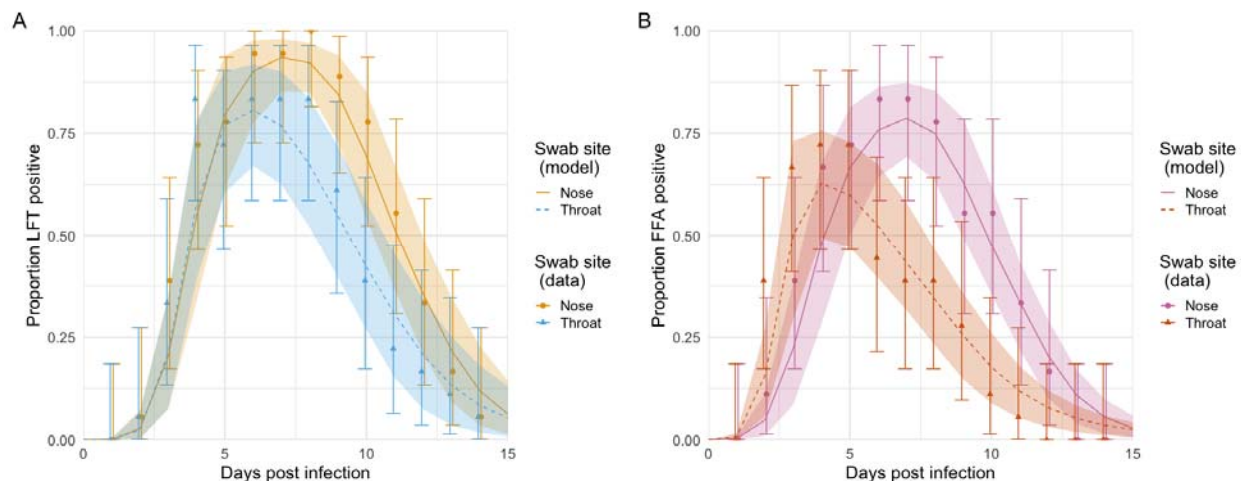 A
Proportion LFT positive
1.00
0.75
0.50
0.25
0.00
0
5
10
15
Days post infection
Swab site
(model)
Nose
Throat
Swab site
(data)
Nose
Throat
B
Proportion FFA positive
1.00
0.75
0.50
0.25
0.00
0
5
10
15
Days post infection
Swab site
(model)
Nose
Throat
Swab site
(data)
Nose
Throat